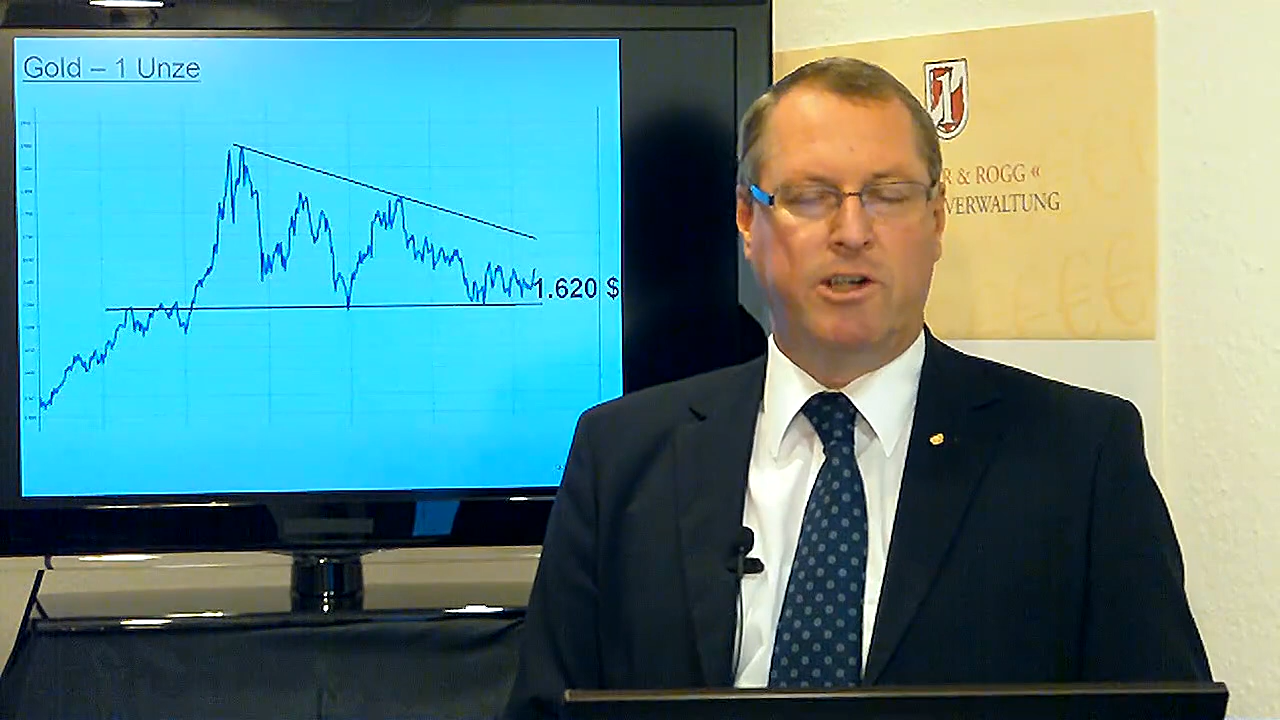 Gold – 1 Unze
1.620 $
R & ROGG «
VERWALTUNG